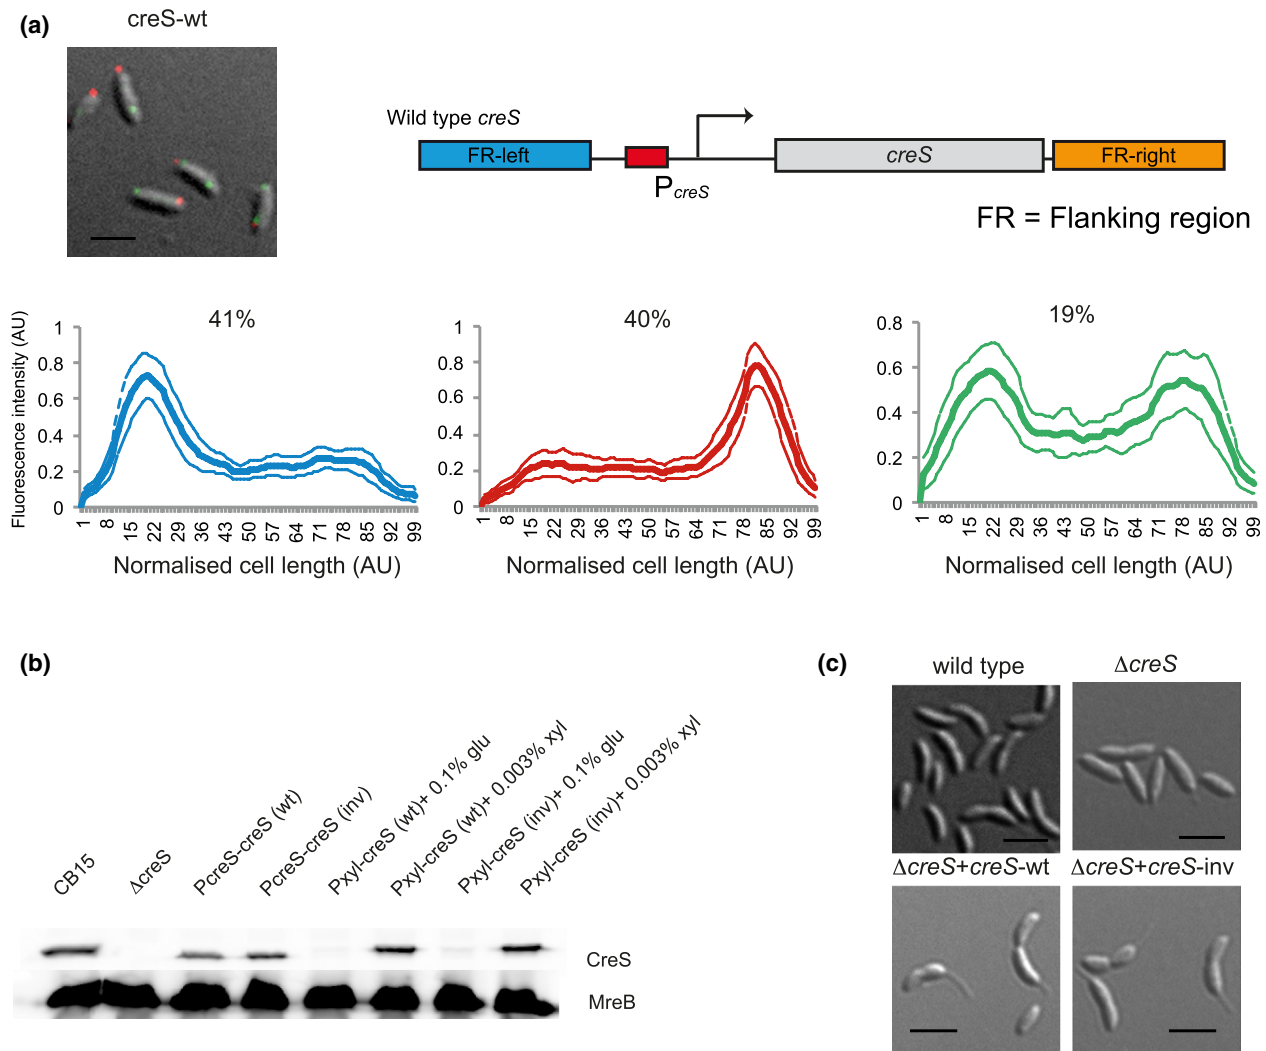 (a)
creS-wt
Wild type creS
FR-left
creS
FR-right
PcreS
FR = Flanking region
Fluorescence intensity (AU)
41%
1
0.8
0.6
0.4
0.2
0
1 8 15 22 29 36 43 50 57 64 71 78 85 92 99
Normalised cell length (AU)
40%
1
0.8
0.6
0.4
0.2
0
1 8 15 22 29 36 43 50 57 64 71 78 85 92 99
Normalised cell length (AU)
19%
0.8
0.6
0.4
0.2
0
1 8 15 22 29 36 43 50 57 64 71 78 85 92 99
Normalised cell length (AU)
(b)
CB15
ΔcreS
PcreS-creS (wt)
PcreS-creS (inv)
Pxyl-creS (wt)+ 0.1% glu
Pxyl-creS (wt)+ 0.003% xyl
Pxyl-creS (inv)+ 0.1% glu
Pxyl-creS (inv)+ 0.003% xyl
CreS
MreB
(c)
wild type
ΔcreS
ΔcreS+creS-wt
ΔcreS+creS-inv